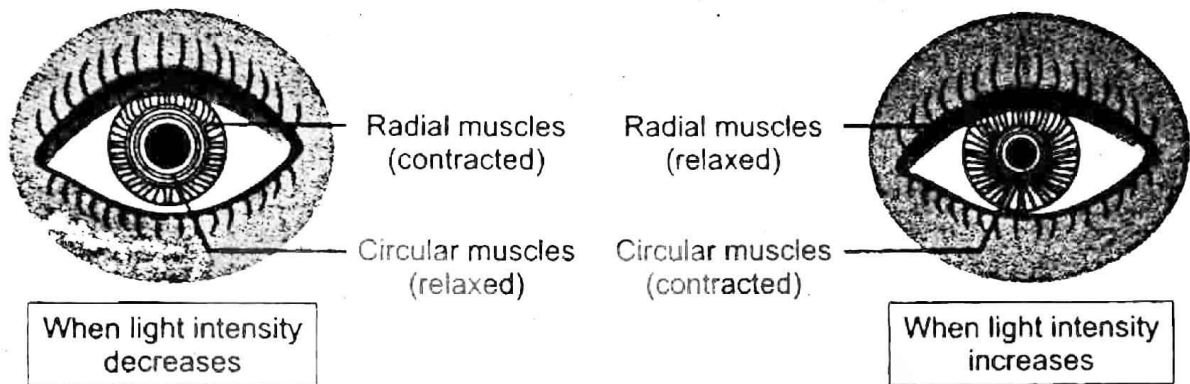 Radial muscles
(contracted)
Circular muscles
(relaxed)
When light intensity
decreases
Radial muscles
(relaxed)
Circular muscles
(contracted)
When light intensity
increases